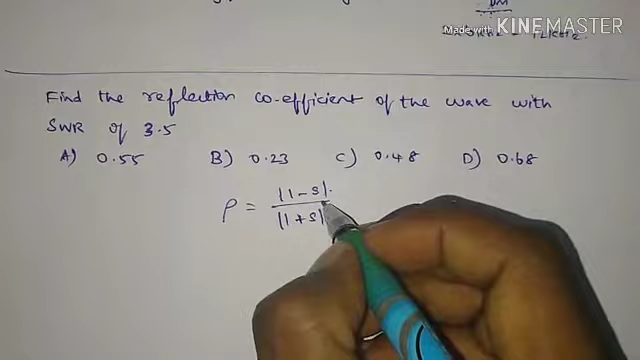 DM
Made with KINEMASTER
Find the reflection co-efficient of the wave with
SWR of 3.5
A) 0.55 B) 0.23 C) 0.48 D) 0.68
ρ = |1-S|
|1+S|